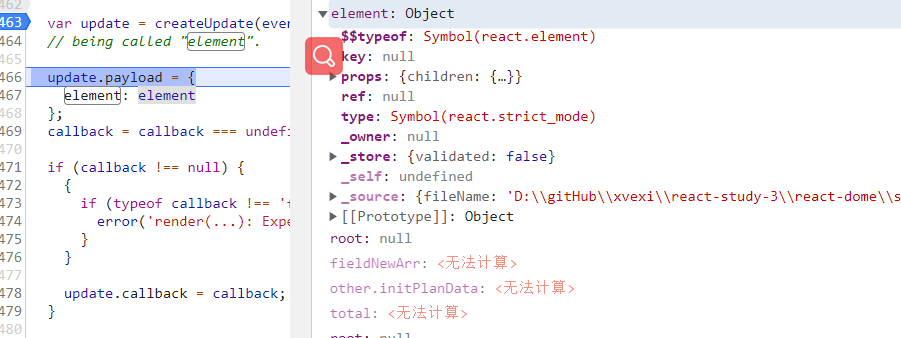 462
463 var update = createUpdate(ever
464 // being called "element".
465
466 update.payload = {
467 element: element
468 };
469 callback = callback === undefi
470
471 if (callback !== null) {
472 {
473 if (typeof callback !== 'f
474 error('render(...): Expe
475 }
476 }
477
478 update.callback = callback;
479 }
480
element: Object
$$typeof: Symbol(react.element)
key: null
props: {children: {…}}
ref: null
type: Symbol(react.strict_mode)
_owner: null
_store: {validated: false}
_self: undefined
_source: {fileName: 'D:\\gitHub\\xvexi\\react-study-3\\react-dome\\s
[[Prototype]]: Object
root: null
fieldNewArr: <无法计算>
other.initPlanData: <无法计算>
total: <无法计算>
root: null